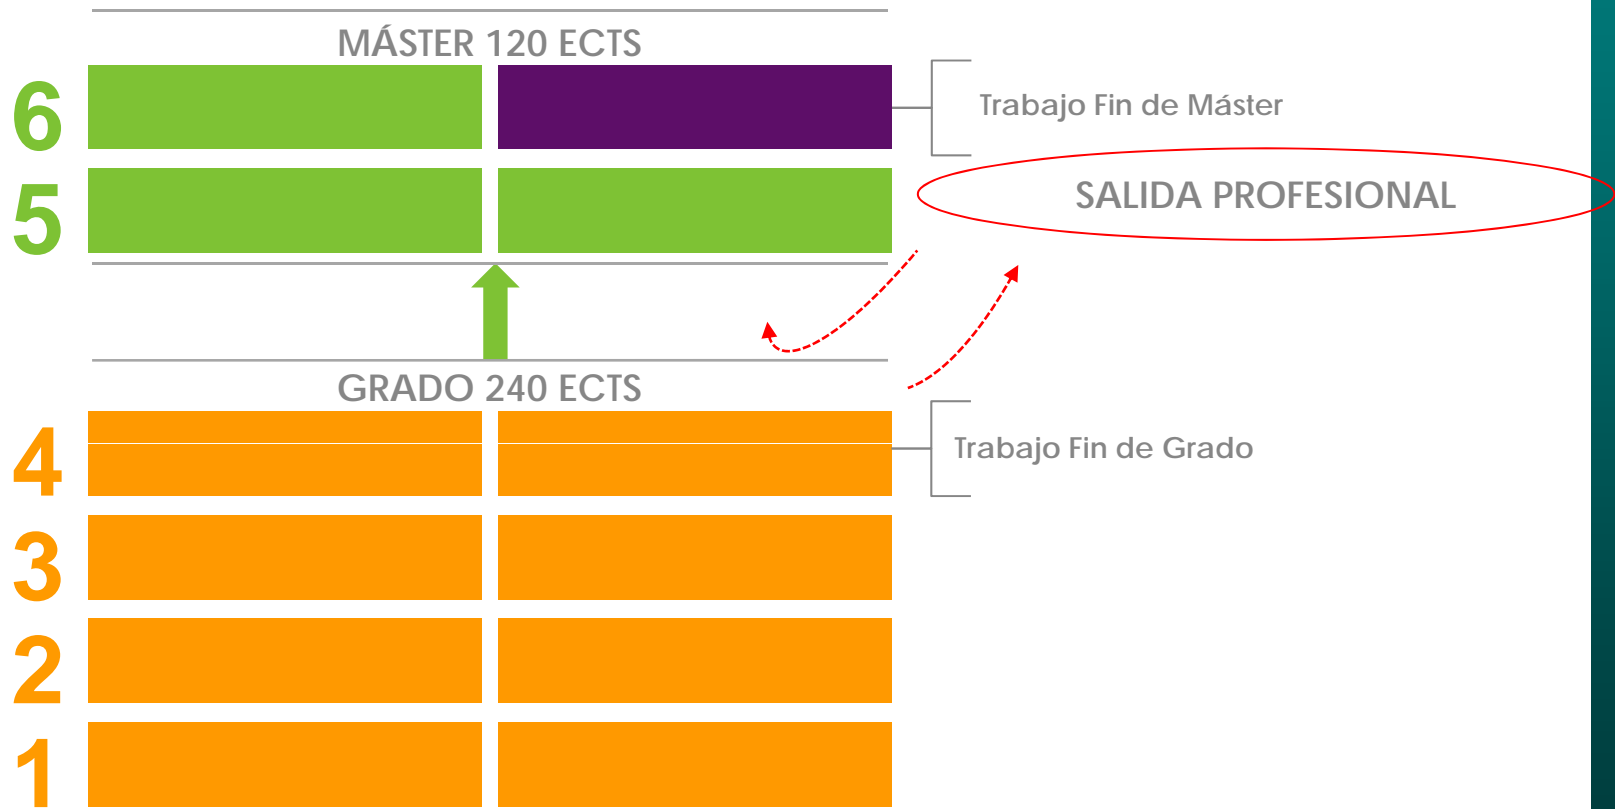 MÁSTER 120 ECTS
6
Trabajo Fin de Máster
5
SALIDA PROFESIONAL
GRADO 240 ECTS
4
Trabajo Fin de Grado
3
2
1